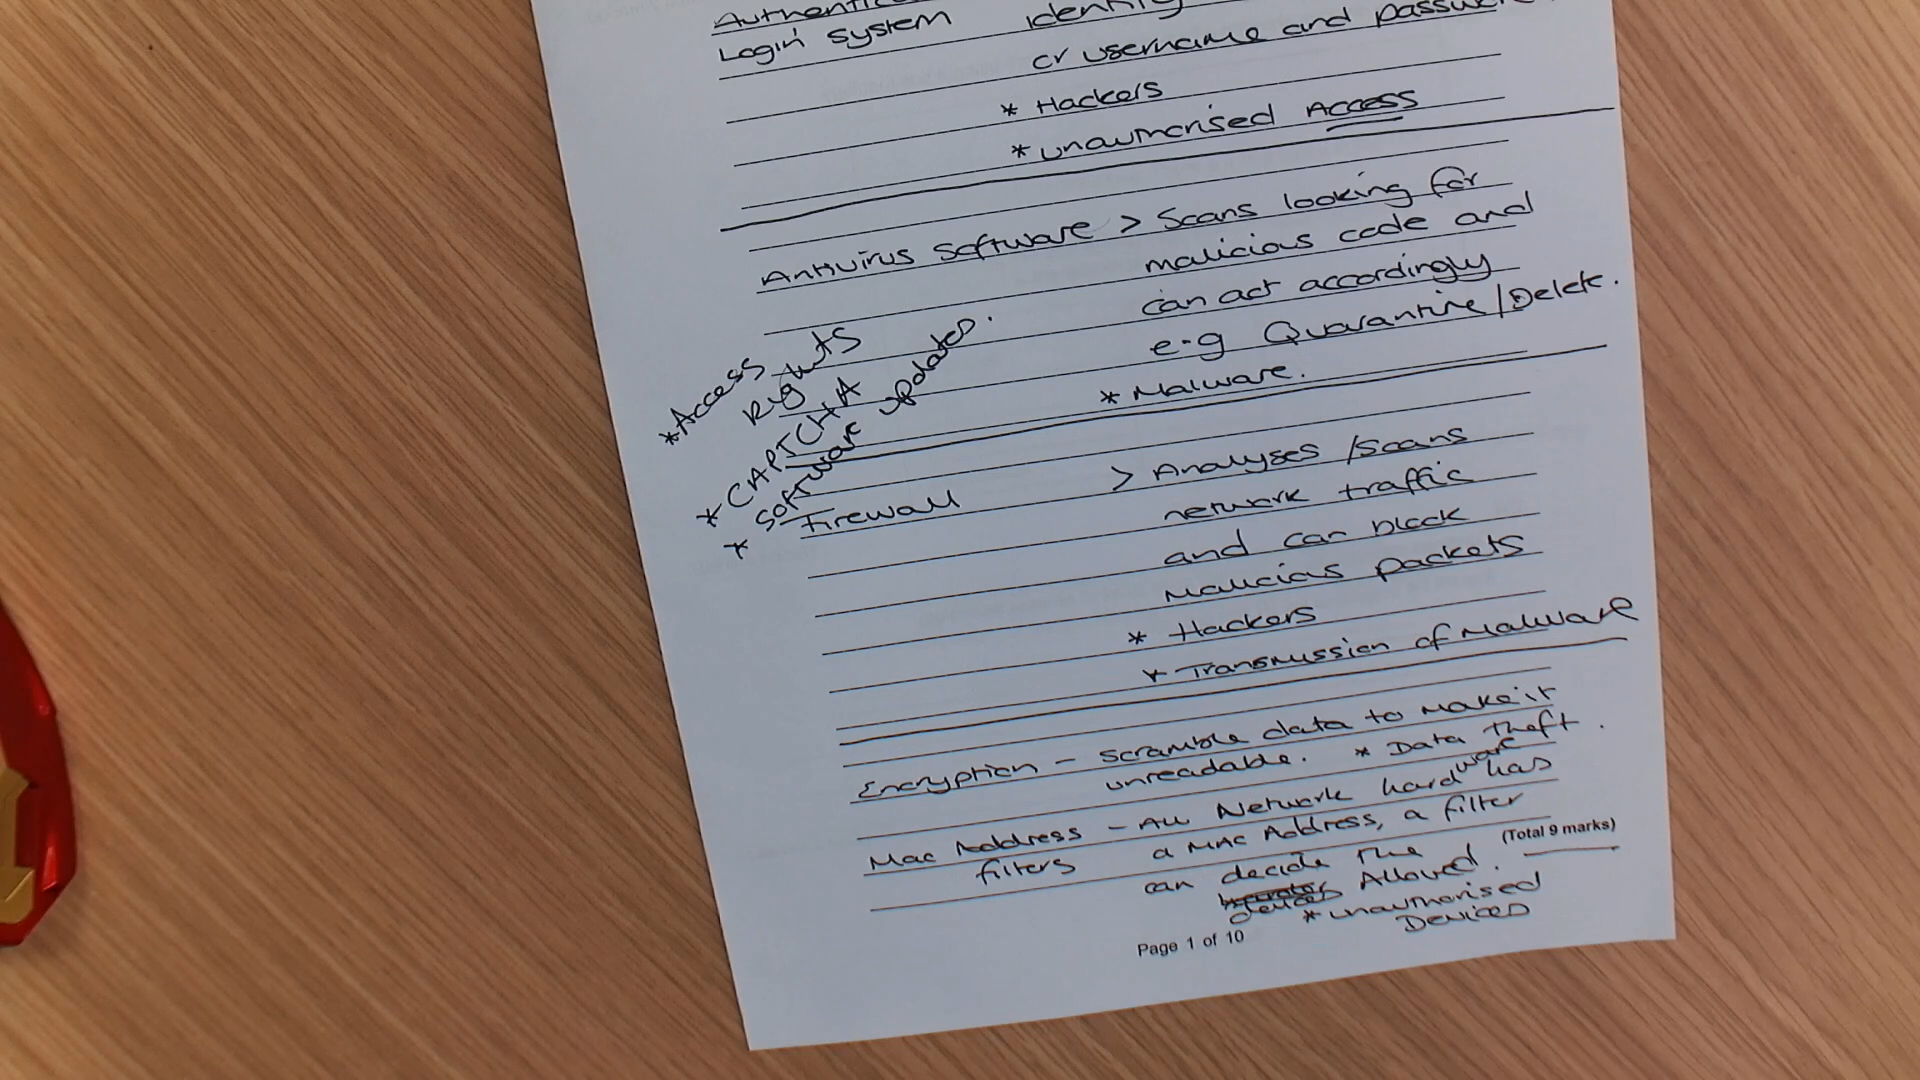 Login System identity
or username and
* Hackers
* unauthorised Access
Antivirus Software > Scans looking for
malicious code and
can act accordingly
e.g Quarantine / Delete.
* Malware.
* Access
Rights
* CAPTCHA
* Software updates.
Firewall > Analyses / Scans
network traffic
and can block
malicious packets
* Hackers
* Transmission of Malware
Encryption - scramble data to make it
unreadable. * Data Theft.
Mac Address - All Network hardware has
filters a MAC Address, a filter
can decide the
devices Allowed.
* unauthorised
Devices
(Total 9 marks)
Page 1 of 10